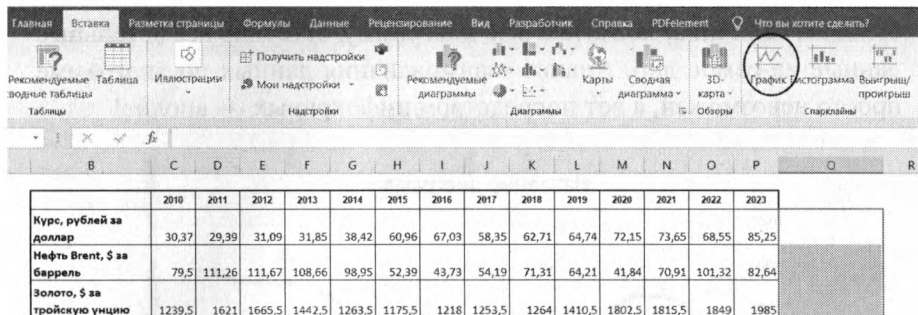 Главная Вставка Разметка страницы Формулы Данные Рецензирование Вид Разработчик Справка PDFelement Что вы хотите сделать?
Рекомендуемые сводные таблицы Таблица Иллюстрации Получить надстройки Мои надстройки Рекомендуемые диаграммы Карты Сводная диаграмма 3D-карта График Гистограмма Выигрыш/проигрыш
Таблицы Надстройки Диаграммы Обзоры Спарклайны
fx
B C D E F G H I J K L M N O P Q R
2010 2011 2012 2013 2014 2015 2016 2017 2018 2019 2020 2021 2022 2023
Курс, рублей за
доллар 30,37 29,39 31,09 31,85 38,42 60,96 67,03 58,35 62,71 64,74 72,15 73,65 68,55 85,25
Нефть Brent, $ за
баррель 79,5 111,26 111,67 108,66 98,95 52,39 43,73 54,19 71,31 64,21 41,84 70,91 101,32 82,64
Золото, $ за
тройскую унцию 1239,5 1621 1665,5 1442,5 1263,5 1175,5 1218 1253,5 1264 1410,5 1802,5 1815,5 1849 1985